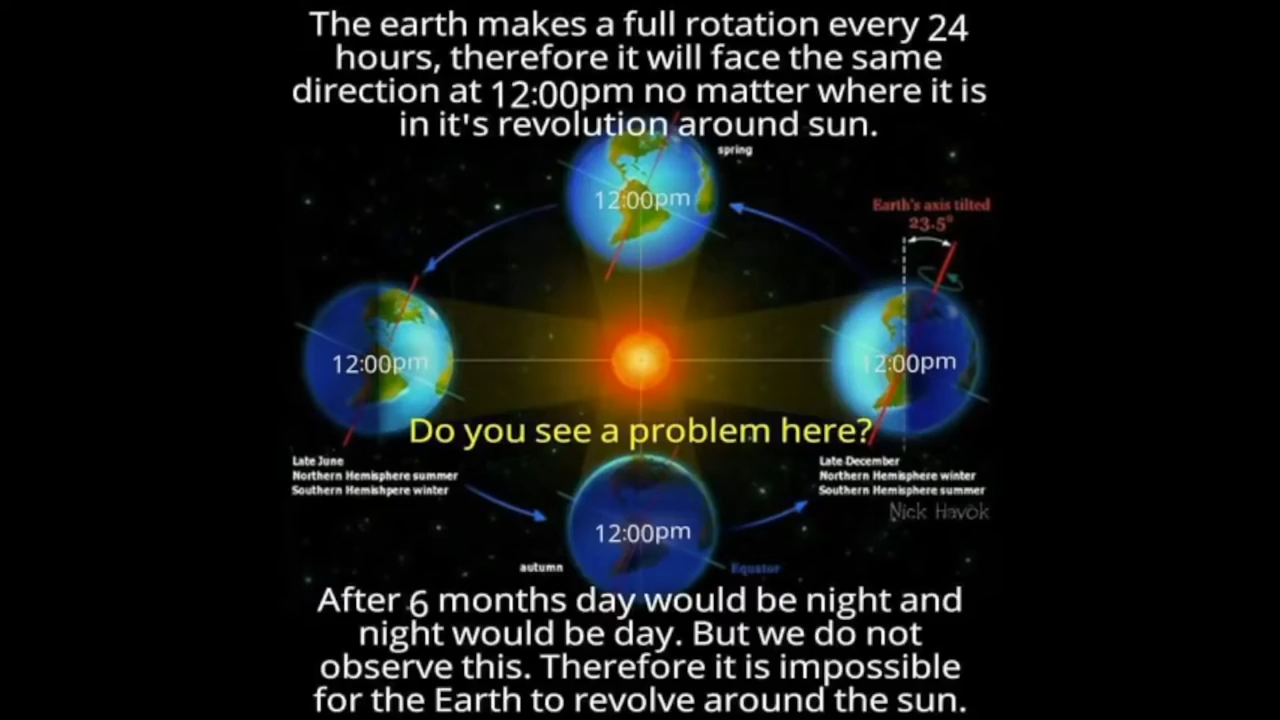 The earth makes a full rotation every 24
hours, therefore it will face the same
direction at 12:00pm no matter where it is
in it's revolution around sun.
spring
12:00pm
Earth's axis tilted
23.5°
12:00pm
12:00pm
Do you see a problem here?
Late June
Northern Hemisphere summer
Southern Hemishpere winter
Late December
Northern Hemisphere winter
Southern Hemisphere summer
Nick Havok
12:00pm
autumn
Equator
After 6 months day would be night and
night would be day. But we do not
observe this. Therefore it is impossible
for the Earth to revolve around the sun.